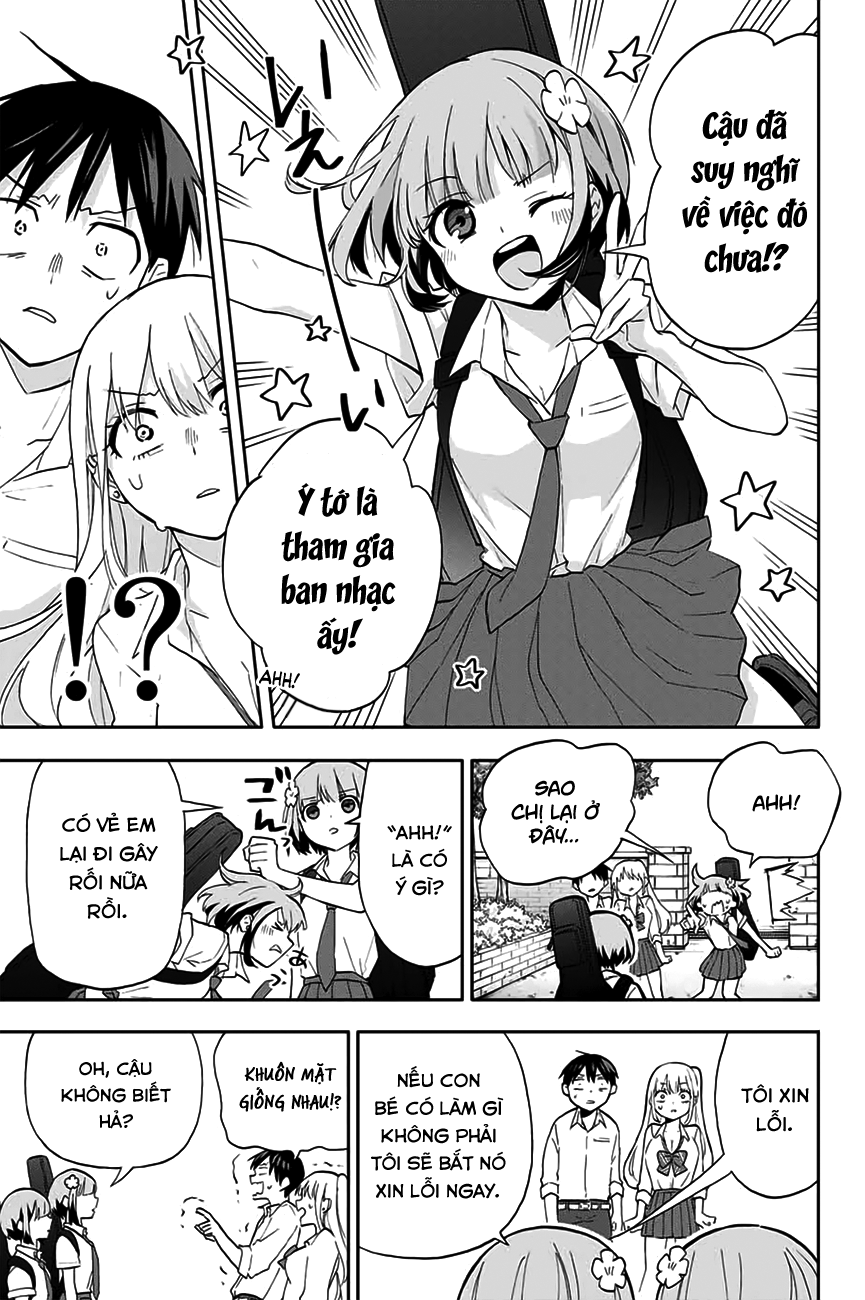 Cậu đã
suy nghĩ
về việc đó
chưa!?
いぇ
ーい
Ý tớ là
tham gia
ban nhạc
ấy!
AHH!
!?
AHH!
SAO
CHỊ LẠI Ở
ĐÂY...
“AHH!”
LÀ CÓ
Ý GÌ?
ごん
あ
CÓ VẺ EM
LẠI ĐI GÂY
RỐI NỮA
RỒI.
TÔI XIN
LỖI.
NẾU CON
BÉ CÓ LÀM GÌ
KHÔNG PHẢI
TÔI SẼ BẮT NÓ
XIN LỖI NGAY.
KHUÔN MẶT
GIỐNG NHAU!?
OH, CẬU
KHÔNG BIẾT
HẢ?